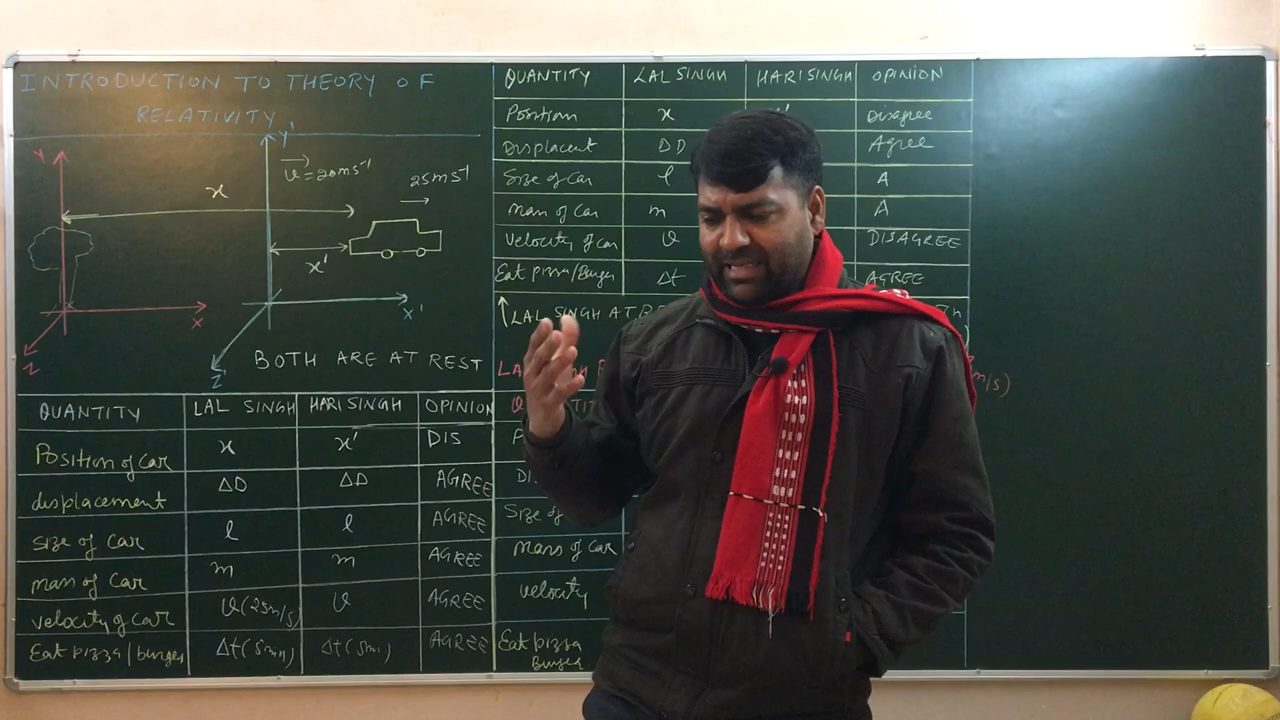 INTRODUCTION TO THEORY OF
RELATIVITY
Y
Y'
v = 20ms⁻¹
25ms⁻¹
x
x'
X
X'
Z
Z'
BOTH ARE AT REST
QUANTITY LAL SINGH HARI SINGH OPINION
Position of car x x' DIS
displacement ΔD ΔD AGREE
size of car l l AGREE
mass of car m m AGREE
velocity of car v(25m/s) v AGREE
Eat pizza/burger Δt(5min) Δt(5min) AGREE
QUANTITY LAL SINGH HARI SINGH OPINION
Position x Disagree
Displacent ΔD Agree
Size of Car l A
Mass of Car m A
Velocity of car v DISAGREE
Eat pizza/Burger Δt AGREE
LAL SINGH AT
m/s)
Size of
Mass of Car
velocity
Eat pizza
Burger